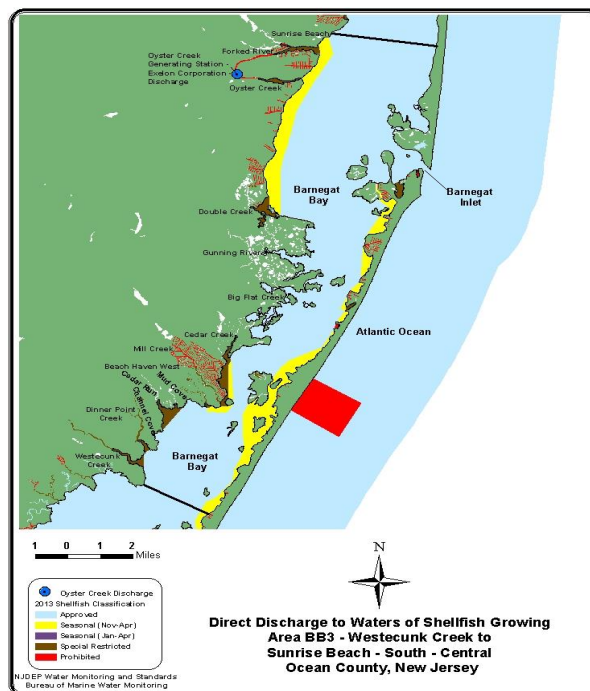 Sunrise Beach
Oyster Creek
Generating Station -
Exelon Corporation
Discharge
Forked River
Oyster Creek
Barnegat
Bay
Barnegat
Inlet
Double Creek
Gunning River
Big Flat Creek
Atlantic Ocean
Cedar Creek
Mill Creek
Beach Haven West
Mud Cove
Cedar Run
Dinner Point
Creek
Channel Cove
Westecunk
Creek
Barnegat
Bay
1 0 1 2
Miles
N
Oyster Creek Discharge
2013 Shellfish Classification
Approved
Seasonal (Nov-Apr)
Seasonal (Jan-Apr)
Special Restricted
Prohibited
NJDEP Water Monitoring and Standards
Bureau of Marine Water Monitoring
Direct Discharge to Waters of Shellfish Growing
Area BB3 - Westecunk Creek to
Sunrise Beach - South - Central
Ocean County, New Jersey